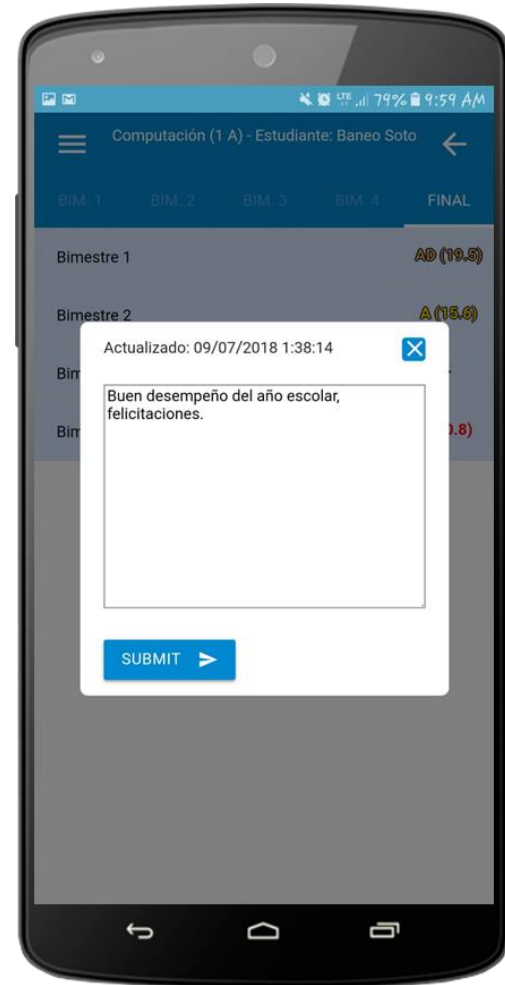 79% 9:59 AM
Computación (1 A) - Estudiante: Baneo Soto
BIM. 1 BIM. 2 BIM. 3 BIM. 4 FINAL
Bimestre 1 AD (19.5)
Bimestre 2 A (15.6)
Actualizado: 09/07/2018 1:38:14
Buen desempeño del año escolar,
felicitaciones.
SUBMIT